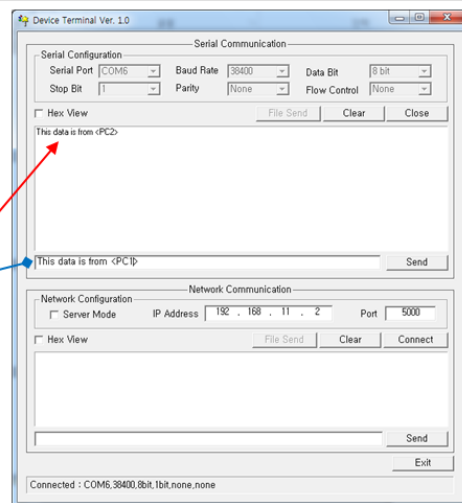 Device Terminal Ver. 1.0
Serial Communication
Serial Configuration
Serial Port COM6 Baud Rate 38400 Data Bit 8 bit
Stop Bit 1 Parity None Flow Control None
Hex View File Send Clear Close
This data is from <PC2>
This data is from <PC1> Send
Network Communication
Network Configuration
Server Mode IP Address 192 . 168 . 11 . 2 Port 5000
Hex View File Send Clear Connect
Send
Exit
Connected : COM6,38400,8bit,1bit,none,none